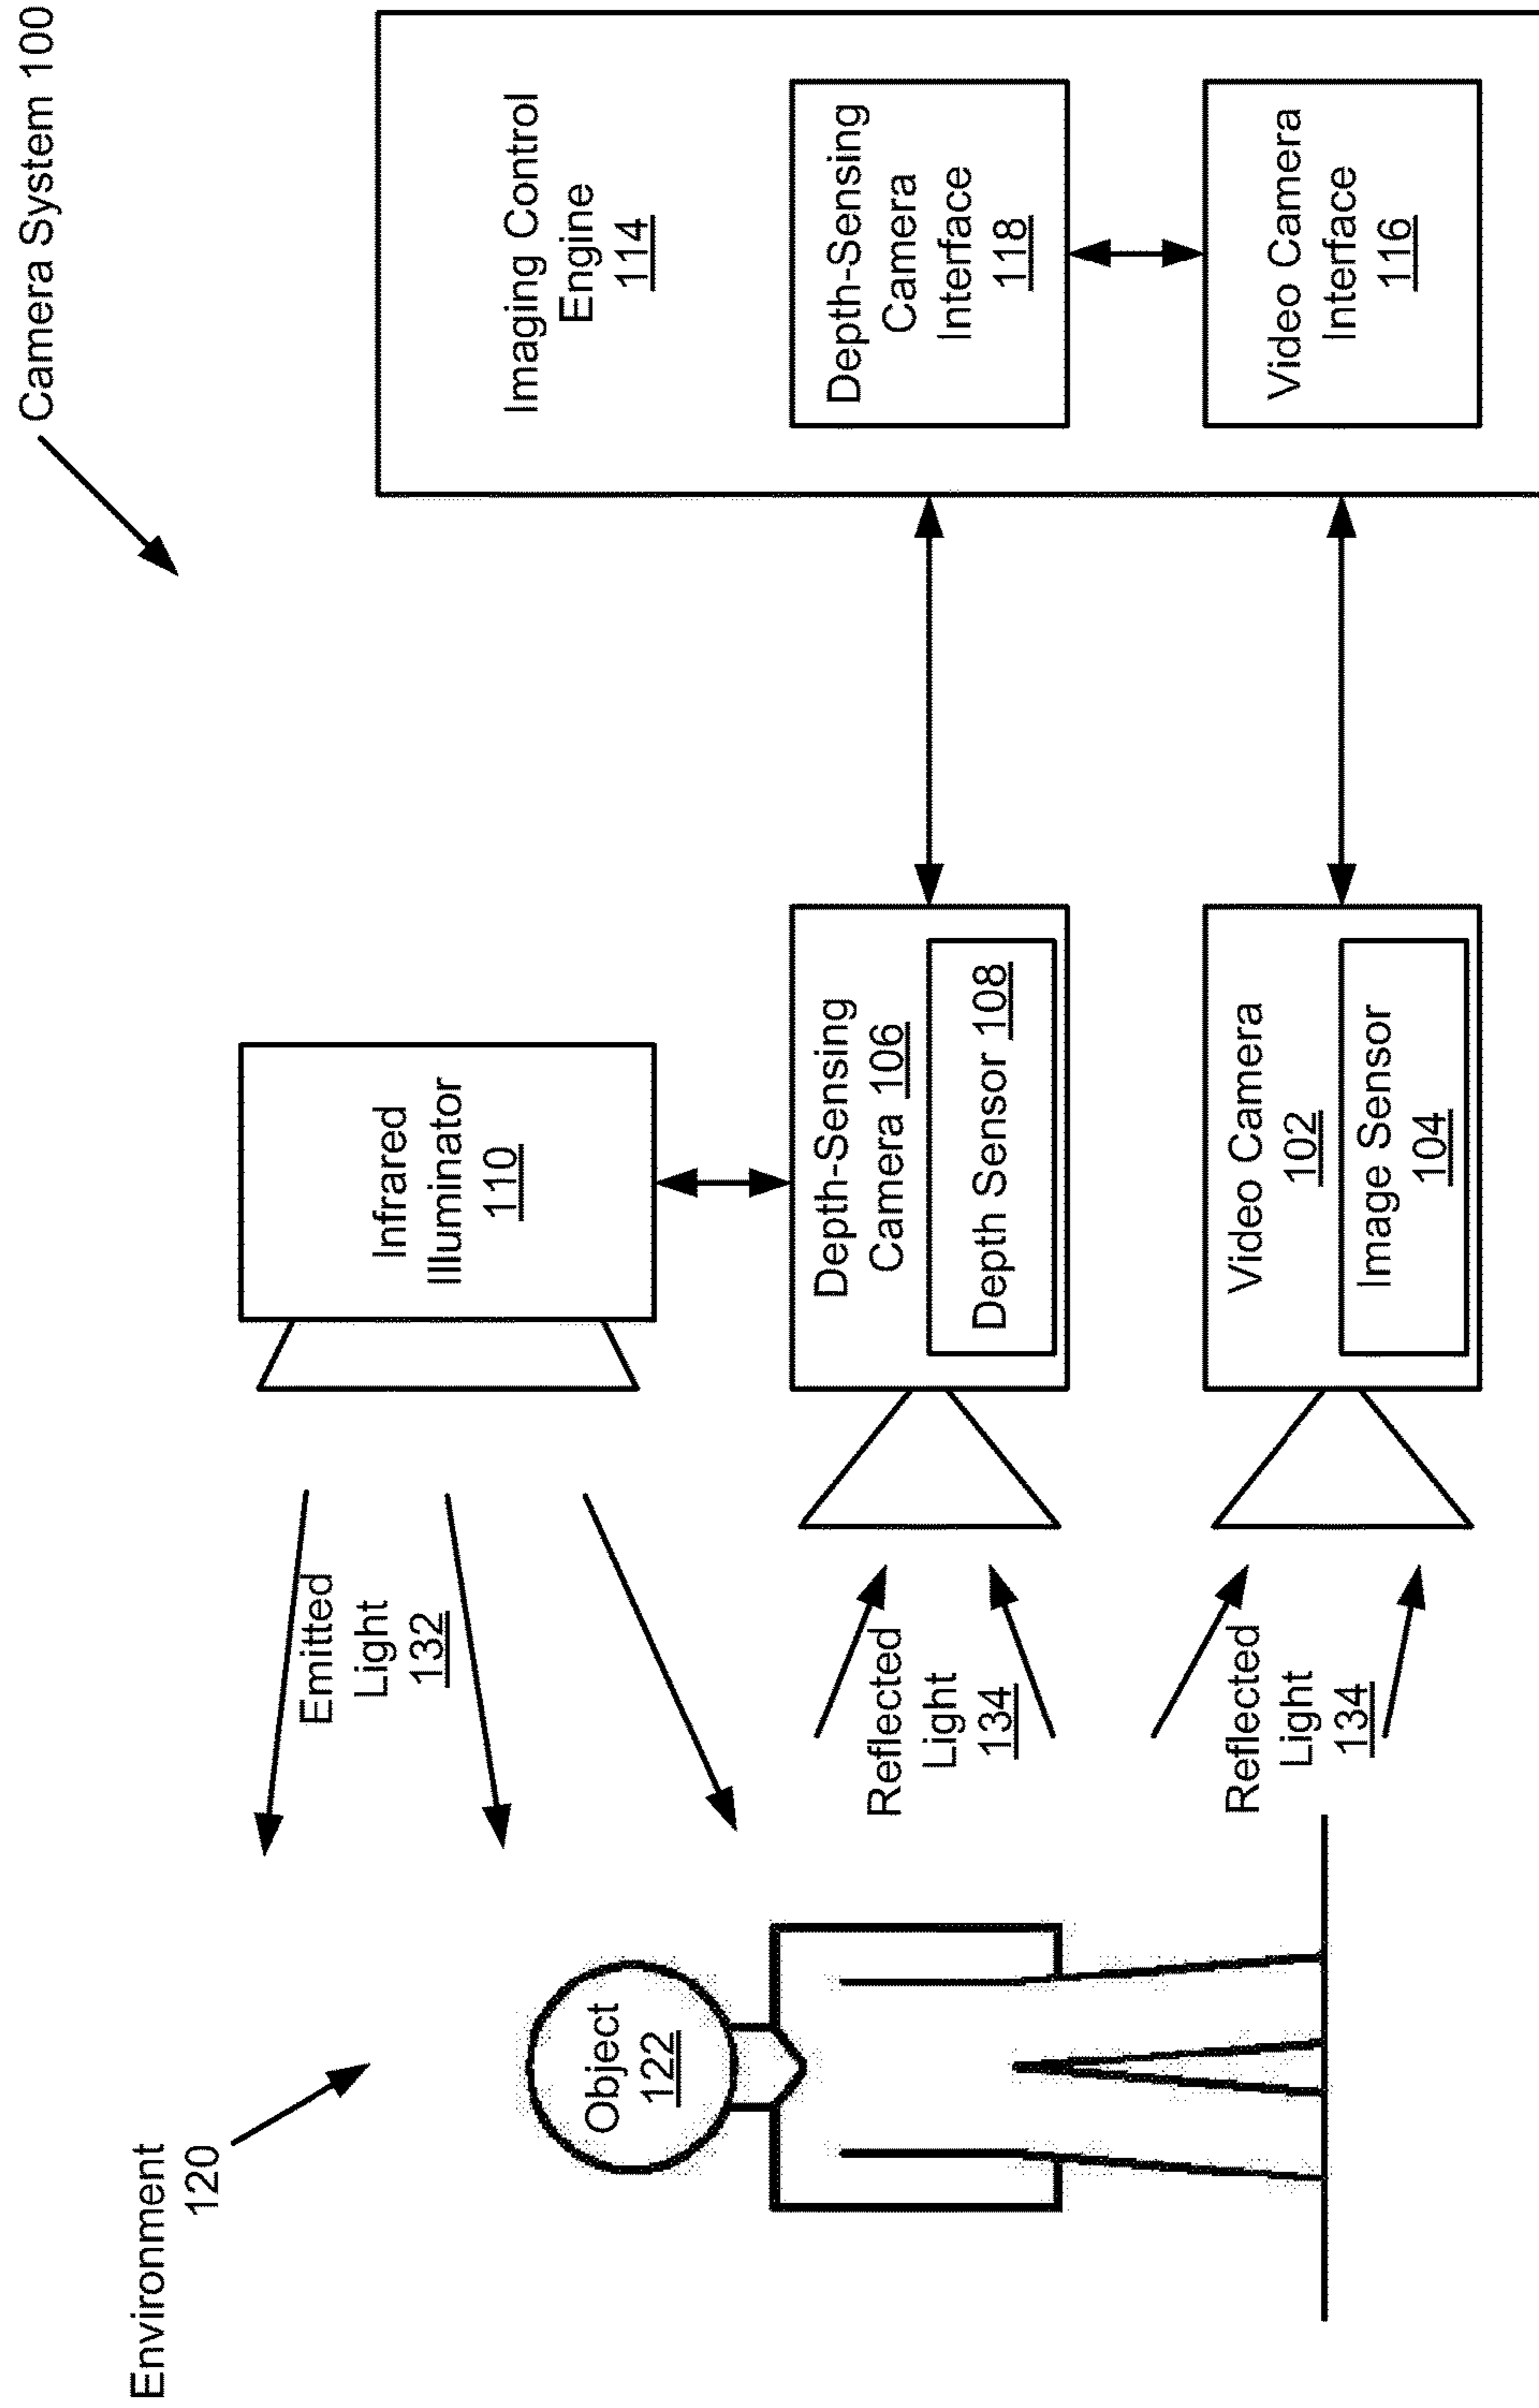 Camera System 100
Environment
120
Object
122
Emitted
Light
132
Reflected
Light
134
Reflected
Light
134
Infrared
Illuminator
110
Depth-Sensing
Camera 106
Depth Sensor 108
Video Camera
102
Image Sensor
104
Imaging Control
Engine
114
Depth-Sensing
Camera
Interface
118
Video Camera
Interface
116